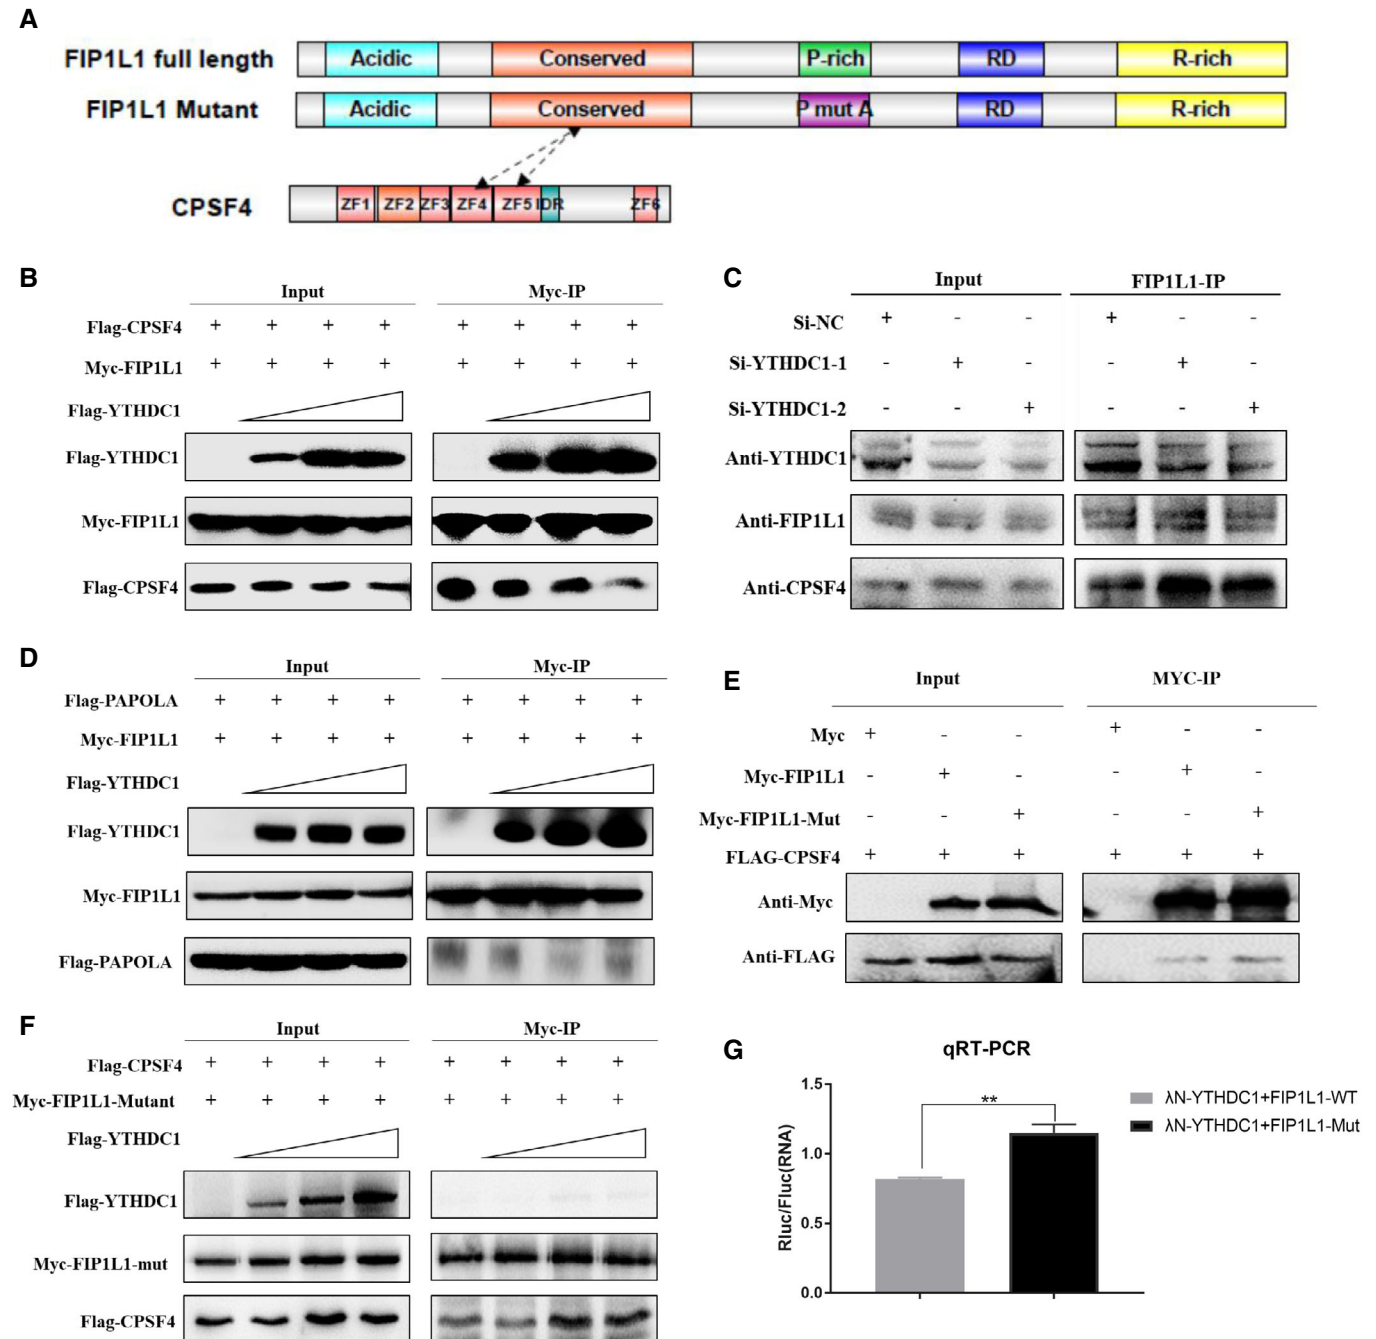 A
FIP1L1 full length Acidic Conserved P-rich RD R-rich
FIP1L1 Mutant Acidic Conserved P mut A RD R-rich
CPSF4 ZF1 ZF2 ZF3 ZF4 ZF5 IDR ZF6
B
Input Myc-IP
Flag-CPSF4 + + + + + + + +
Myc-FIP1L1 + + + + + + + +
Flag-YTHDC1
Flag-YTHDC1
Myc-FIP1L1
Flag-CPSF4
C
Input FIP1L1-IP
Si-NC + - - + - -
Si-YTHDC1-1 - + - - + -
Si-YTHDC1-2 - - + - - +
Anti-YTHDC1
Anti-FIP1L1
Anti-CPSF4
D
Input Myc-IP
Flag-PAPOLA + + + + + + + +
Myc-FIP1L1 + + + + + + + +
Flag-YTHDC1
Flag-YTHDC1
Myc-FIP1L1
Flag-PAPOLA
E
Input MYC-IP
Myc + - - + - -
Myc-FIP1L1 - + - - + -
Myc-FIP1L1-Mut - - + - - +
FLAG-CPSF4 + + + + + +
Anti-Myc
Anti-FLAG
F
Input Myc-IP
Flag-CPSF4 + + + + + + + +
Myc-FIP1L1-Mutant + + + + + + + +
Flag-YTHDC1
Flag-YTHDC1
Myc-FIP1L1-mut
Flag-CPSF4
G
qRT-PCR
Rluc/Fluc(RNA)
1.5
1.0
0.5
0.0
**
λN-YTHDC1+FIP1L1-WT
λN-YTHDC1+FIP1L1-Mut